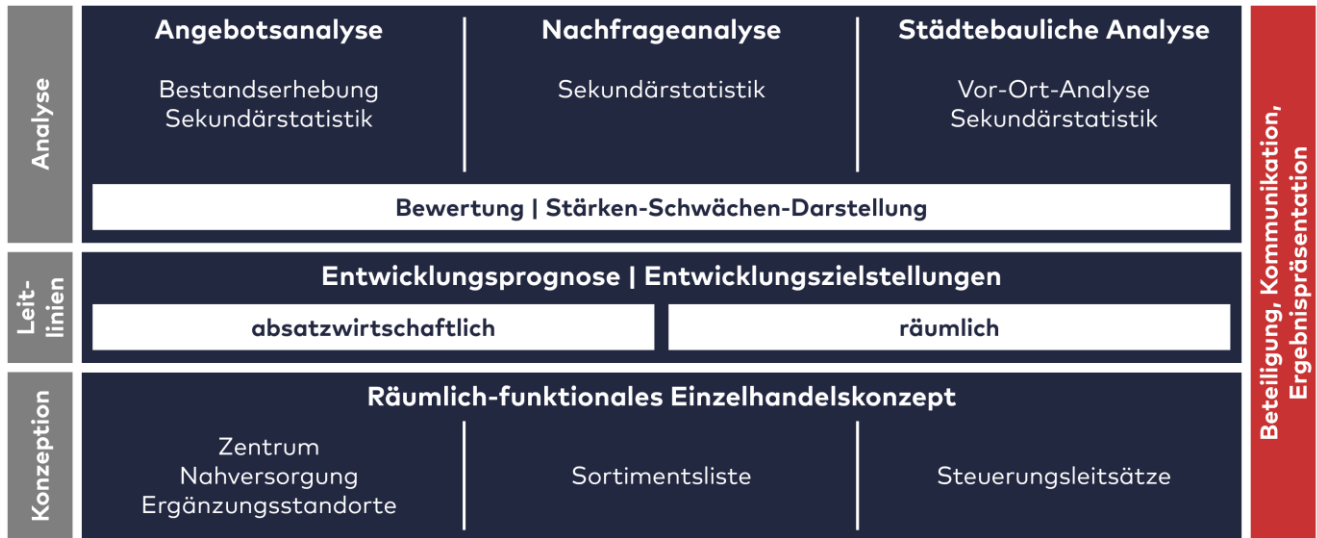 Analyse
Angebotsanalyse
Bestandserhebung
Sekundärstatistik
Nachfrageanalyse
Sekundärstatistik
Städtebauliche Analyse
Vor-Ort-Analyse
Sekundärstatistik
Bewertung | Stärken-Schwächen-Darstellung
Leit-
linien
Entwicklungsprognose | Entwicklungszielstellungen
absatzwirtschaftlich
räumlich
Konzeption
Räumlich-funktionales Einzelhandelskonzept
Zentrum
Nahversorgung
Ergänzungsstandorte
Sortimentsliste
Steuerungsleitsätze
Beteiligung, Kommunikation,
Ergebnispräsentation